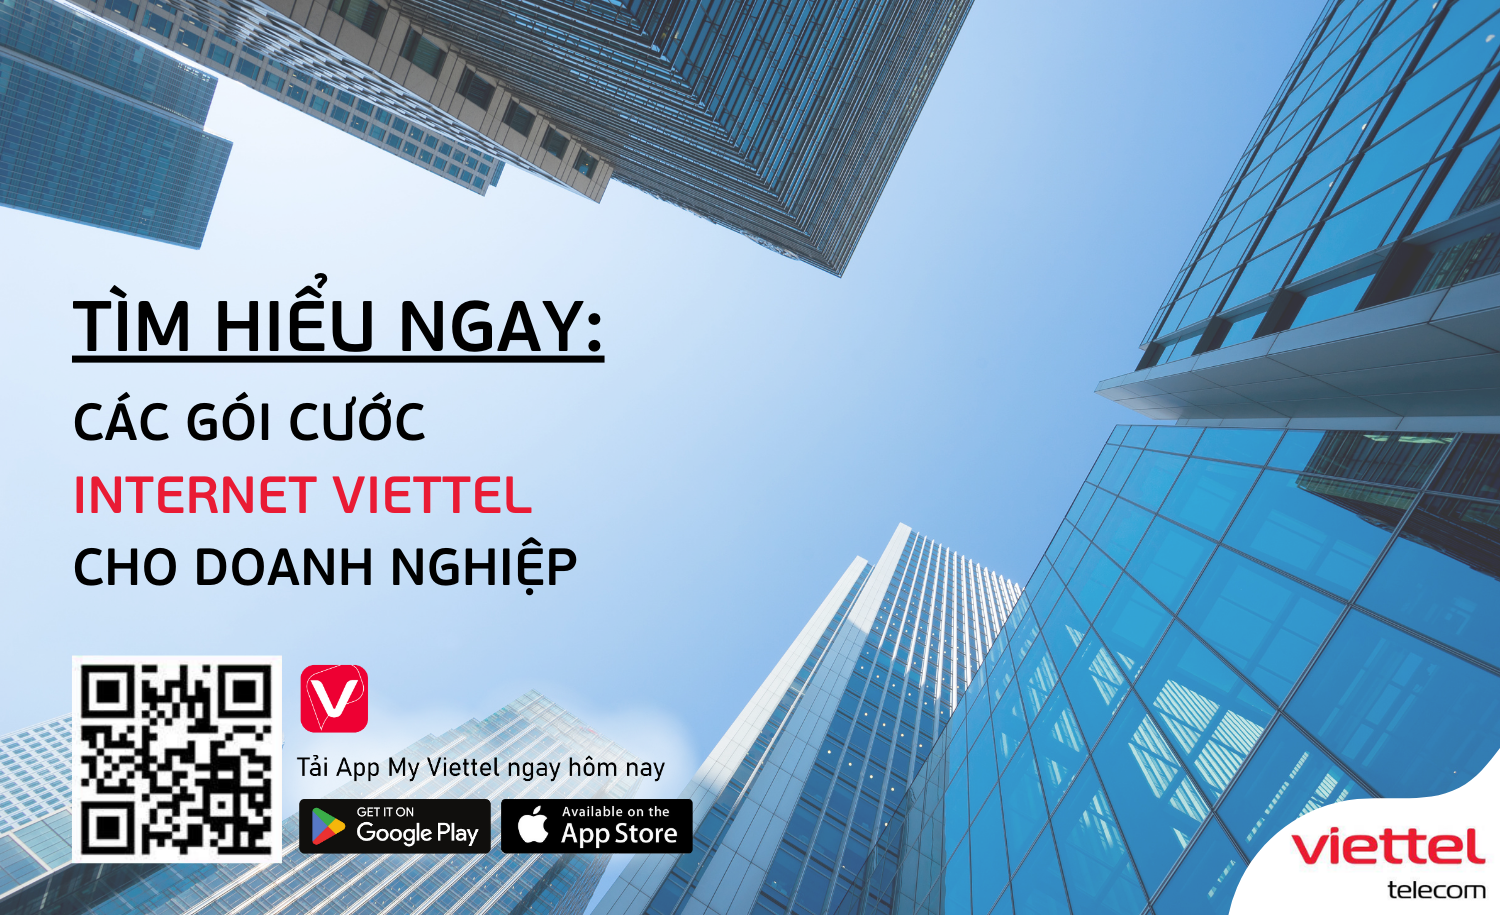 TÌM HIỂU NGAY:
CÁC GÓI CƯỚC
INTERNET VIETTEL
CHO DOANH NGHIỆP
V
Tải App My Viettel ngay hôm nay
GET IT ON
Google Play
Available on the
App Store
viettel
telecom